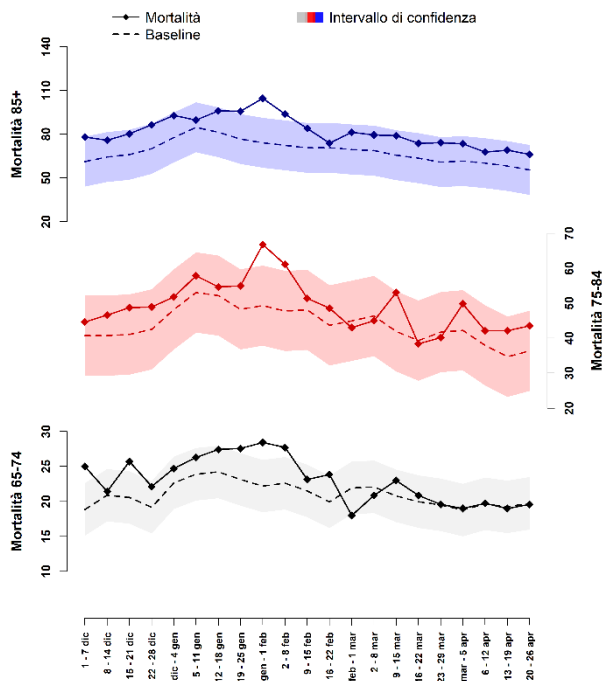 Mortalità
Baseline
Intervallo di confidenza
Mortalità 85+
140
110
80
50
20
Mortalità 75-84
70
60
50
40
30
20
Mortalità 65-74
30
25
20
15
10
1 - 7 dic
8 - 14 dic
15 - 21 dic
22 - 28 dic
dic - 4 gen
5 - 11 gen
12 - 18 gen
19 - 25 gen
gen - 1 feb
2 - 8 feb
9 - 15 feb
16 - 22 feb
feb - 1 mar
2 - 8 mar
9 - 15 mar
16 - 22 mar
23 - 29 mar
mar - 5 apr
6 - 12 apr
13 - 19 apr
20 - 26 apr